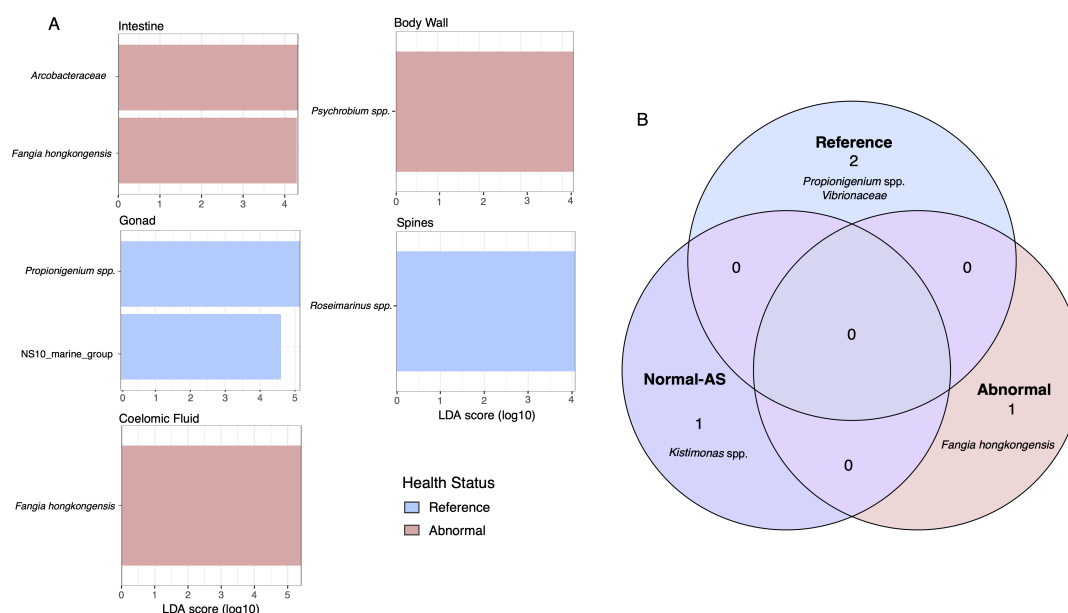 A
Intestine
Arcobacteraceae
Fangia hongkongensis
0 1 2 3 4
Body Wall
Psychrobium spp.
0 1 2 3 4
Gonad
Propionigenium spp.
NS10_marine_group
0 1 2 3 4 5
Spines
Roseimarinus spp.
0 1 2 3 4
LDA score (log10)
Coelomic Fluid
Fangia hongkongensis
0 1 2 3 4 5
LDA score (log10)
Health Status
Reference
Abnormal
B
Reference
2
Propionigenium spp.
Vibrionaceae
0
0
0
Normal-AS
1
Kistimonas spp.
Abnormal
1
Fangia hongkongensis
0